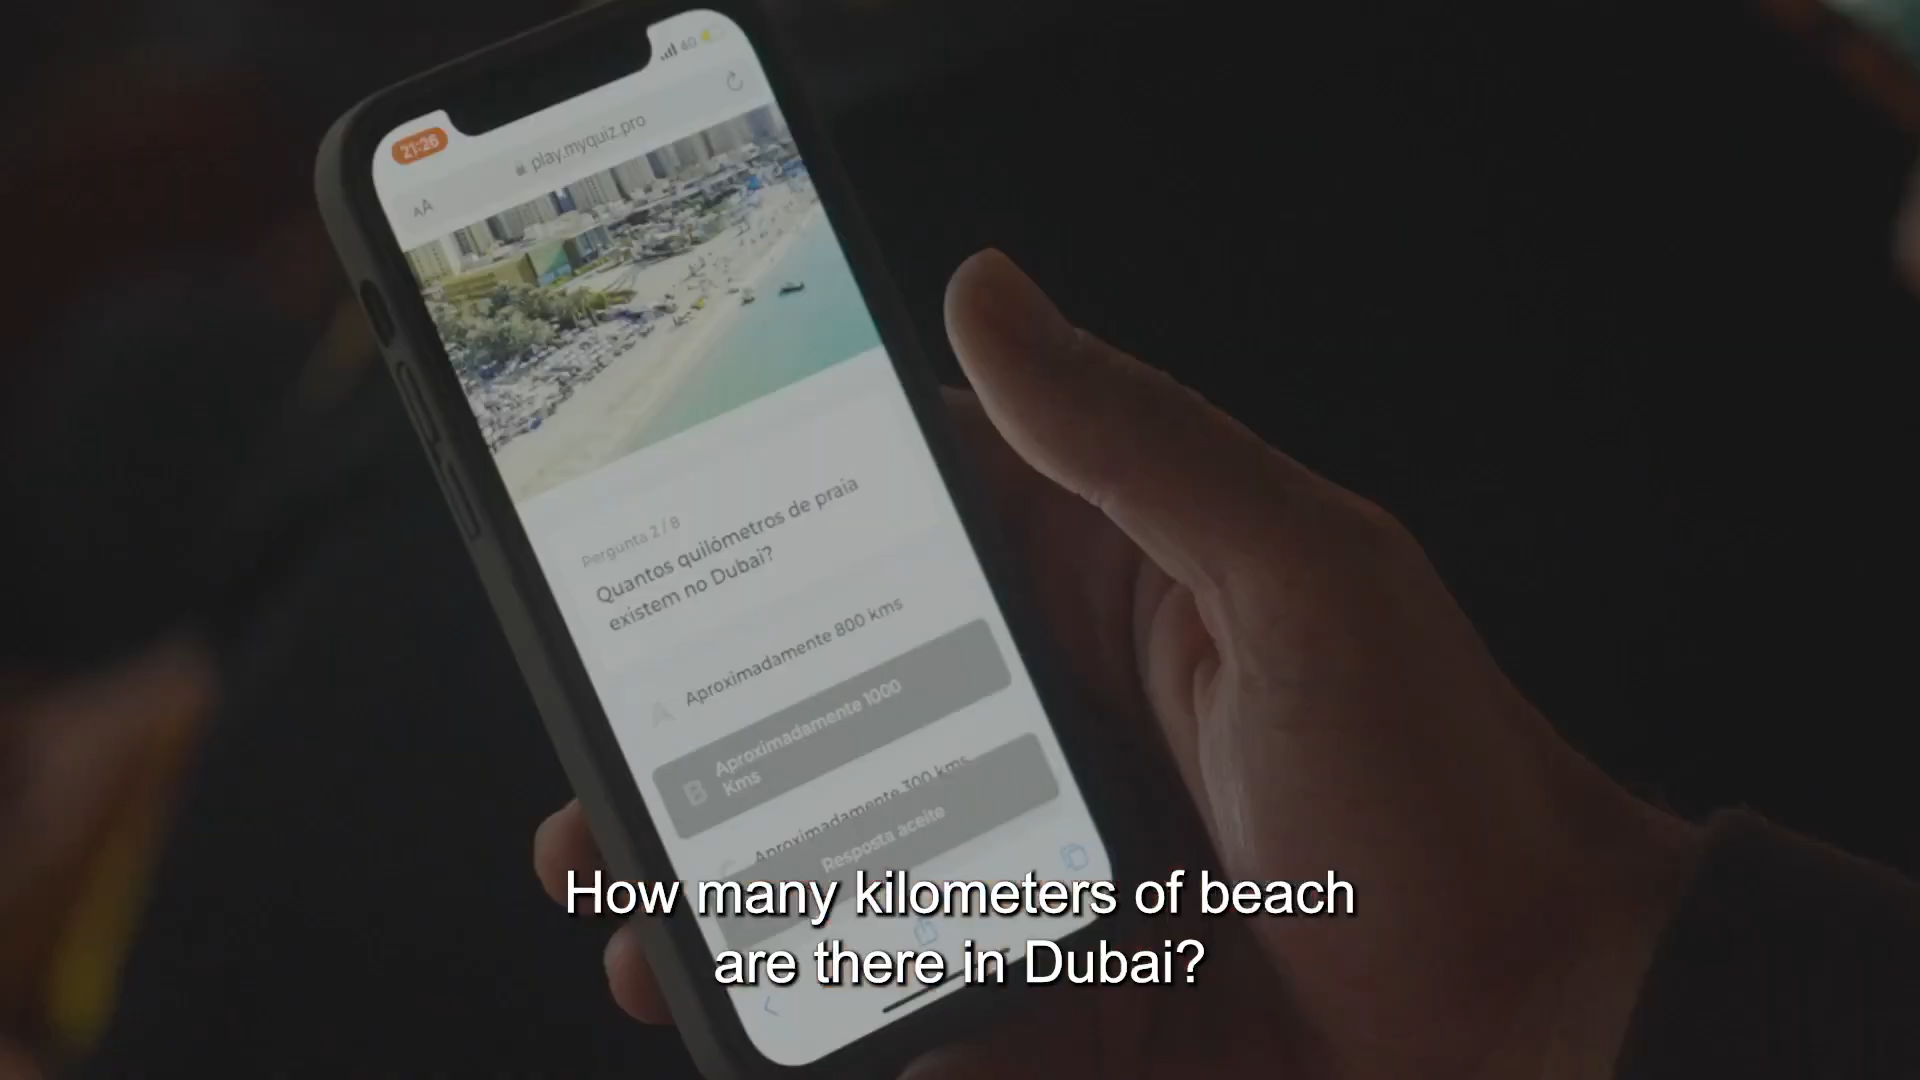 21:26
4G
AA
play.myquiz.pro
Pergunta 2 / 8
Quantos quilómetros de praia
existem no Dubai?
A
Aproximadamente 800 kms
B
Aproximadamente 1000
Kms
Aproximadamente 300 kms
Resposta aceite
How many kilometers of beach
are there in Dubai?